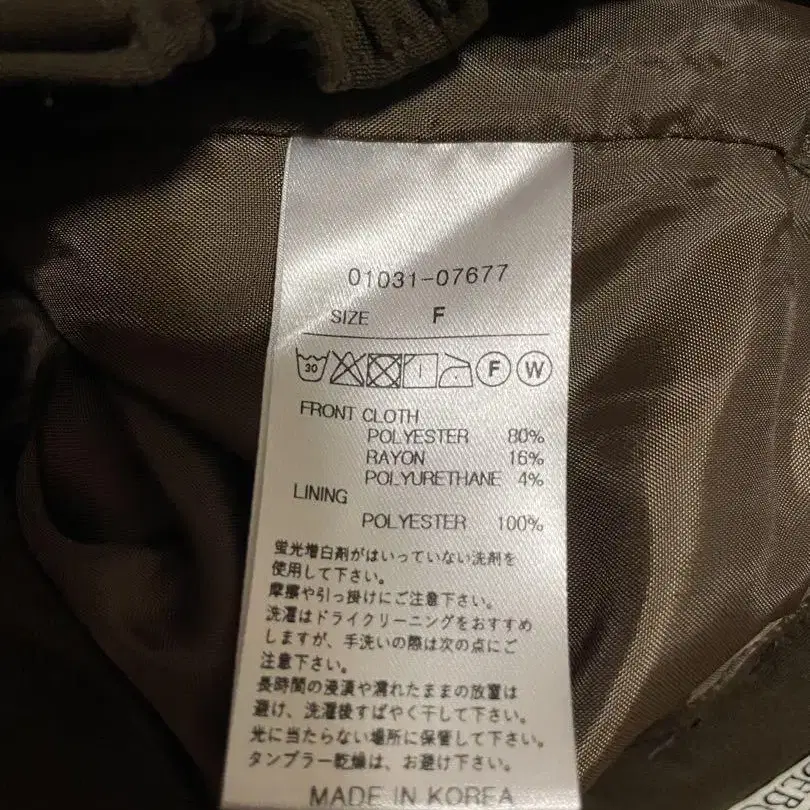 01031-07677
SIZE F
30 F W
FRONT CLOTH
POLYESTER 80%
RAYON 16%
POLYURETHANE 4%
LINING
POLYESTER 100%
蛍光増白剤がはいっていない洗剤を
使用して下さい。
摩擦や引っ掛けにご注意下さい。
洗濯はドライクリーニングをおすすめ
しますが、手洗いの際は次の点にご
注意下さい。
長時間の浸漬や濡れたままの放置は
避け、洗濯後すばやく干して下さい。
光に当たらない場所に保管して下さい。
タンブラー乾燥は、お避け下さい。
MADE IN KOREA